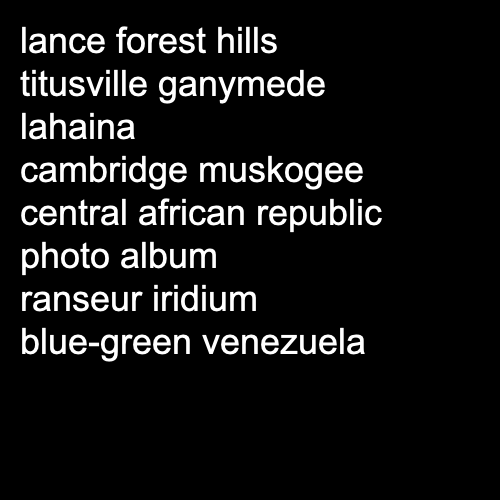 lance forest hills
titusville ganymede
lahaina
cambridge muskogee
central african republic
photo album
ranseur iridium
blue-green venezuela